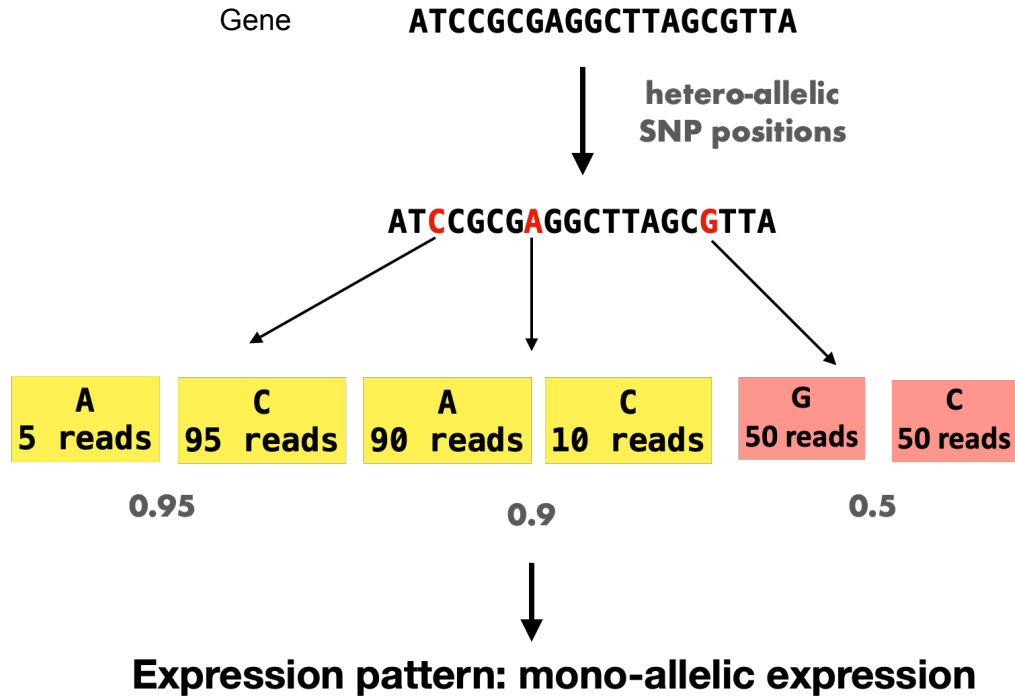 Gene
ATCCGCGAGGCTTAGCGTTA
hetero-allelic
SNP positions
ATCCGCGAGGCTTAGCGTTA
A
5 reads
C
95 reads
A
90 reads
C
10 reads
G
50 reads
C
50 reads
0.95
0.9
0.5
Expression pattern: mono-allelic expression